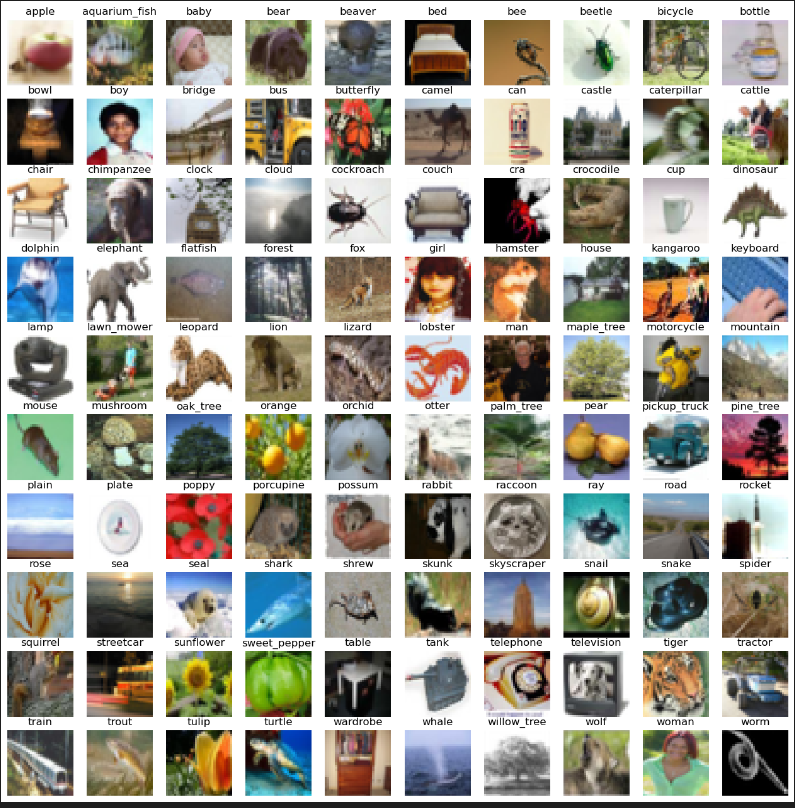 apple aquarium_fish baby bear beaver bed bee beetle bicycle bottle
bowl boy bridge bus butterfly camel can castle caterpillar cattle
chair chimpanzee clock cloud cockroach couch cra crocodile cup dinosaur
dolphin elephant flatfish forest fox girl hamster house kangaroo keyboard
lamp lawn_mower leopard lion lizard lobster man maple_tree motorcycle mountain
mouse mushroom oak_tree orange orchid otter palm_tree pear pickup_truck pine_tree
plain plate poppy porcupine possum rabbit raccoon ray road rocket
rose sea seal shark shrew skunk skyscraper snail snake spider
squirrel streetcar sunflower sweet_pepper table tank telephone television tiger tractor
train trout tulip turtle wardrobe whale willow_tree wolf woman worm